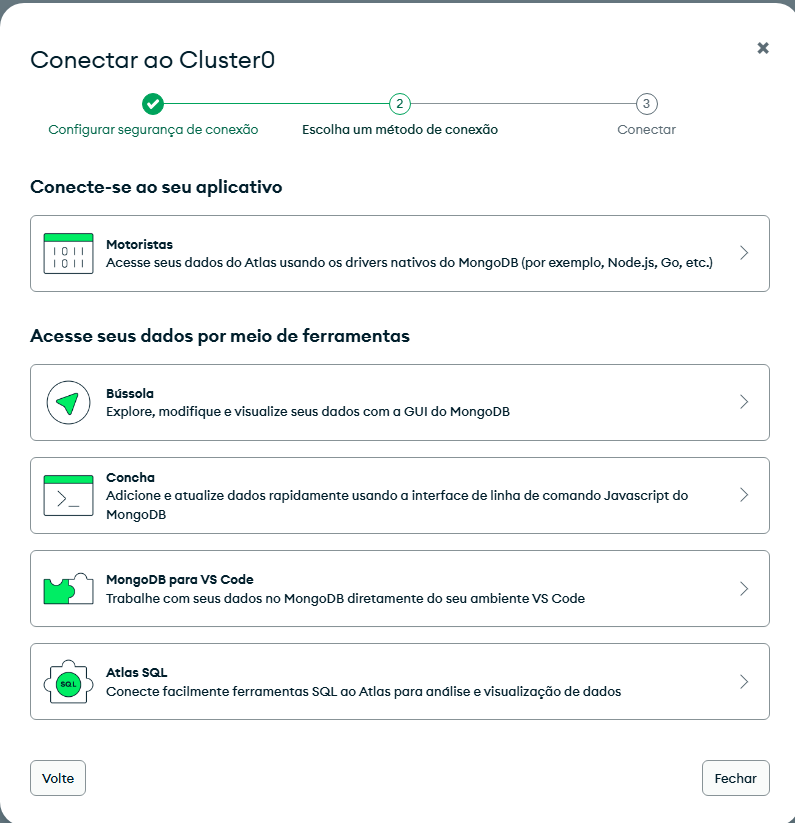 Conectar ao Cluster0
2
3
Configurar segurança de conexão
Escolha um método de conexão
Conectar
Conecte-se ao seu aplicativo
1011
1011
Motoristas
Acesse seus dados do Atlas usando os drivers nativos do MongoDB (por exemplo, Node.js, Go, etc.)
Acesse seus dados por meio de ferramentas
Bússola
Explore, modifique e visualize seus dados com a GUI do MongoDB
Concha
Adicione e atualize dados rapidamente usando a interface de linha de comando Javascript do
MongoDB
MongoDB para VS Code
Trabalhe com seus dados no MongoDB diretamente do seu ambiente VS Code
SQL
Atlas SQL
Conecte facilmente ferramentas SQL ao Atlas para análise e visualização de dados
Volte
Fechar